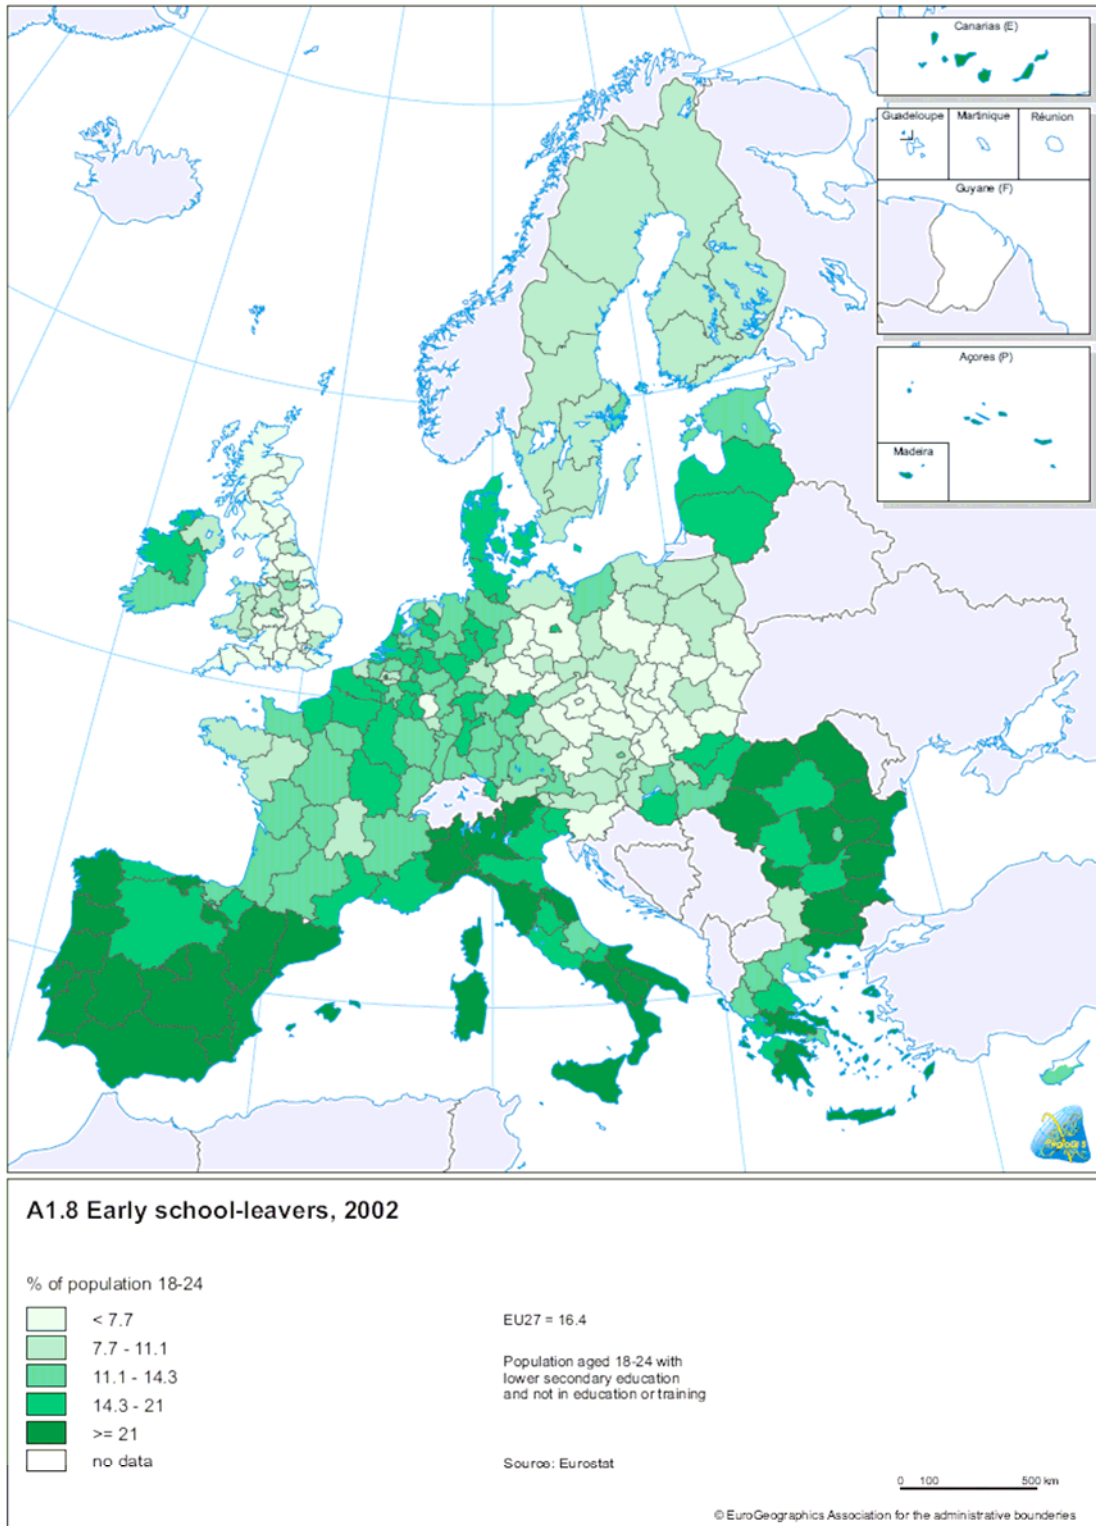 Canarias (E)
Guadeloupe
Martinique
Réunion
Guyane (F)
Açores (P)
Madeira
A1.8 Early school-leavers, 2002
% of population 18-24
< 7.7
7.7 - 11.1
11.1 - 14.3
14.3 - 21
>= 21
no data
EU27 = 16.4
Population aged 18-24 with
lower secondary education
and not in education or training
Source: Eurostat
0 100 500 km
© EuroGeographics Association for the administrative bounderies